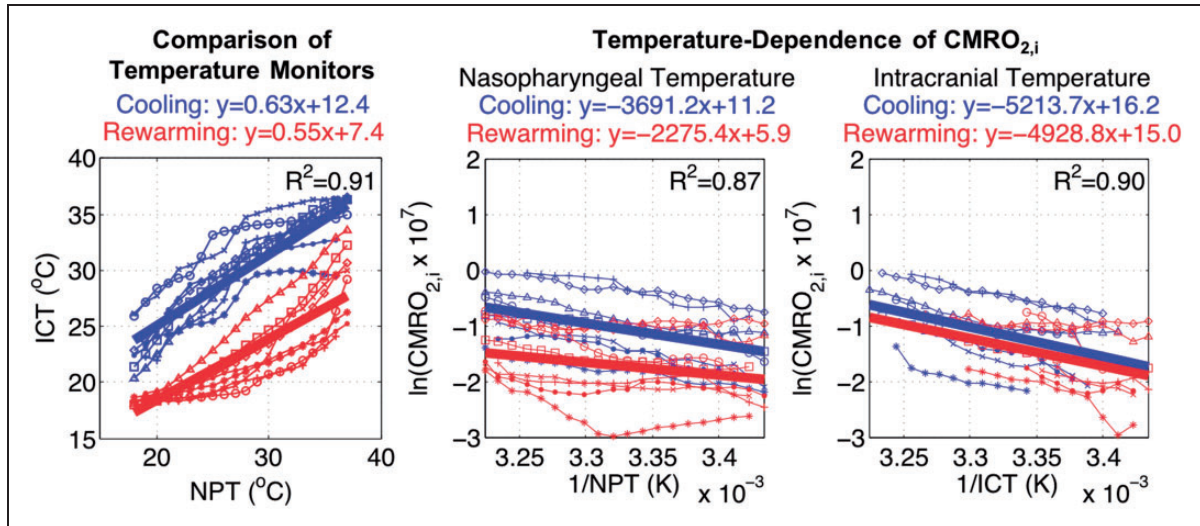 Comparison of
Temperature Monitors
Cooling: y=0.63x+12.4
Rewarming: y=0.55x+7.4
R²=0.91
40
35
30
25
20
15
ICT (°C)
20
30
40
NPT (°C)
Temperature-Dependence of CMRO₂,ᵢ
Nasopharyngeal Temperature
Cooling: y=−3691.2x+11.2
Rewarming: y=−2275.4x+5.9
R²=0.87
2
1
0
−1
−2
−3
ln(CMRO₂,ᵢ x 10⁷)
3.25
3.3
3.35
3.4
1/NPT (K)
x 10⁻³
Intracranial Temperature
Cooling: y=−5213.7x+16.2
Rewarming: y=−4928.8x+15.0
R²=0.90
2
1
0
−1
−2
−3
ln(CMRO₂,ᵢ x 10⁷)
3.25
3.3
3.35
3.4
1/ICT (K)
x 10⁻³